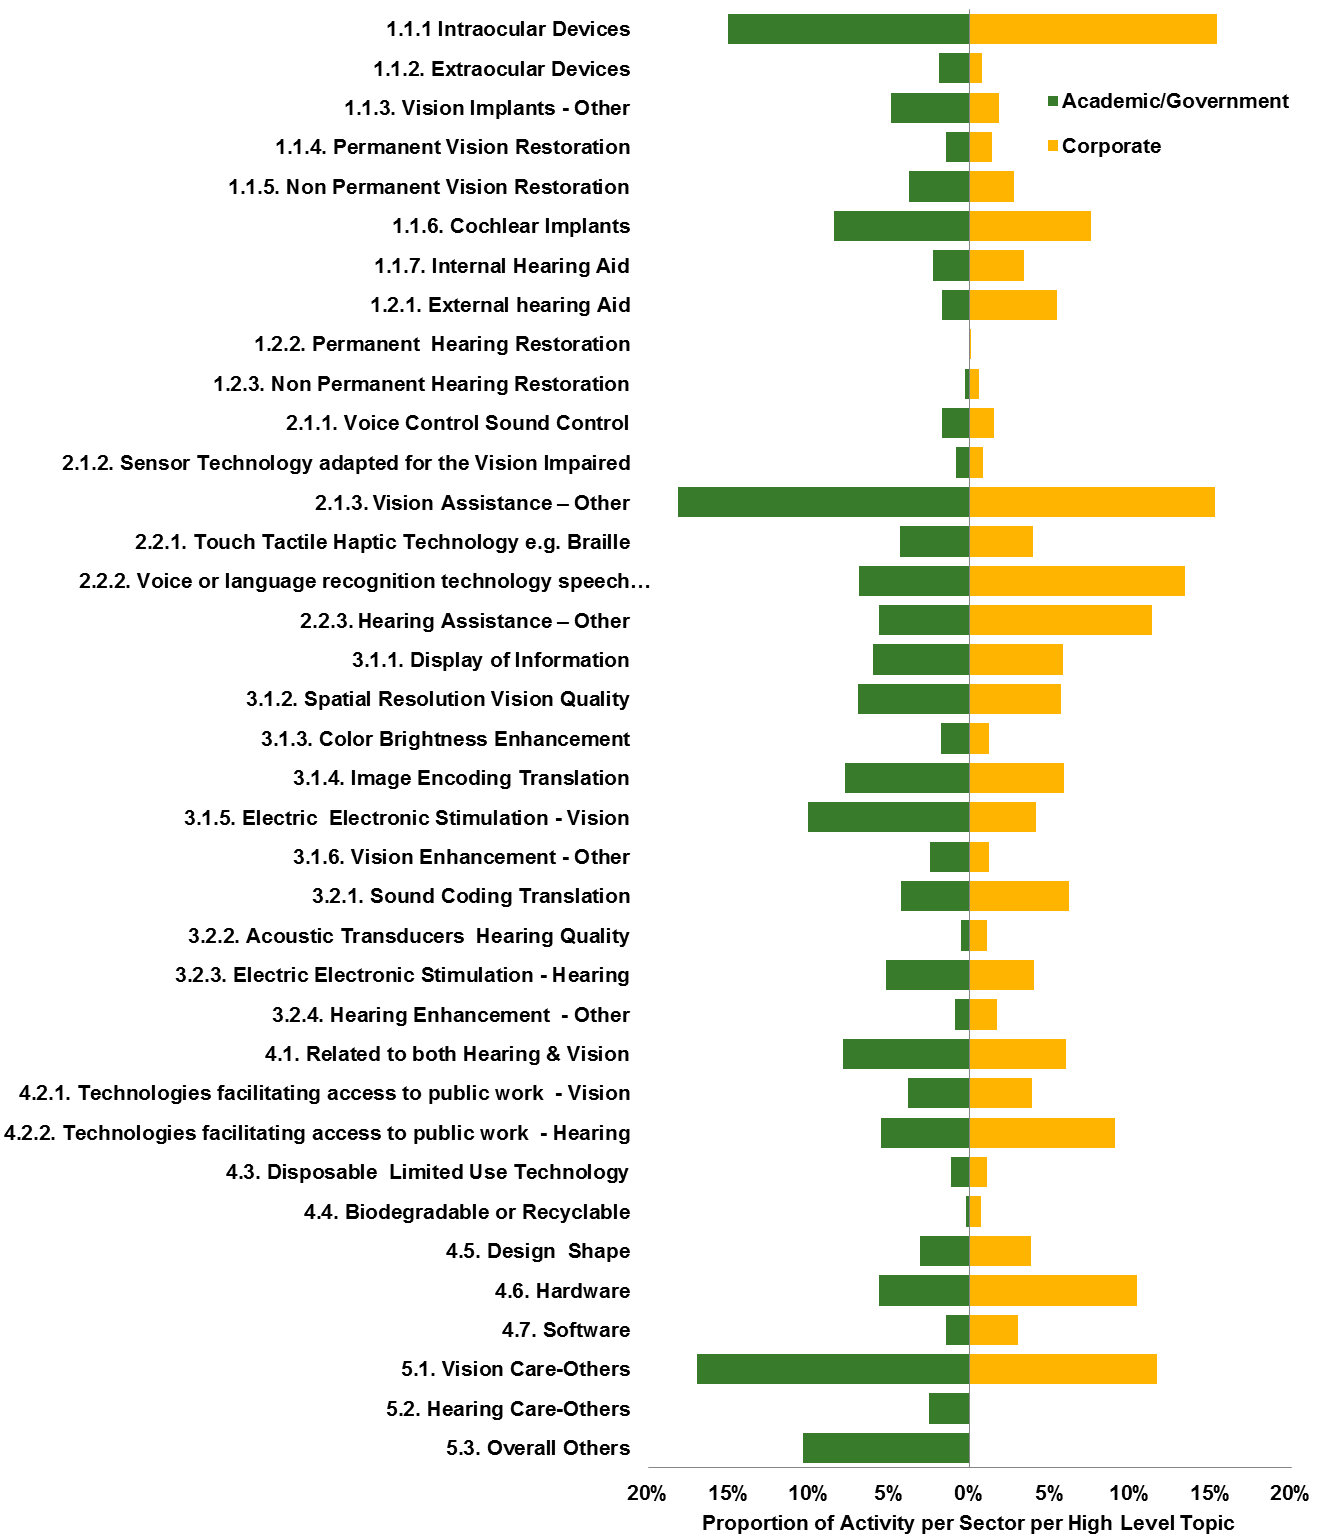 1.1.1 Intraocular Devices
1.1.2. Extraocular Devices
1.1.3. Vision Implants - Other
Academic/Government
1.1.4. Permanent Vision Restoration
Corporate
1.1.5. Non Permanent Vision Restoration
1.1.6. Cochlear Implants
1.1.7. Internal Hearing Aid
1.2.1. External hearing Aid
1.2.2. Permanent  Hearing Restoration
1.2.3. Non Permanent Hearing Restoration
2.1.1. Voice Control Sound Control
2.1.2. Sensor Technology adapted for the Vision Impaired
2.1.3. Vision Assistance – Other
2.2.1. Touch Tactile Haptic Technology e.g. Braille
2.2.2. Voice or language recognition technology speech…
2.2.3. Hearing Assistance – Other
3.1.1. Display of Information
3.1.2. Spatial Resolution Vision Quality
3.1.3. Color Brightness Enhancement
3.1.4. Image Encoding Translation
3.1.5. Electric  Electronic Stimulation - Vision
3.1.6. Vision Enhancement - Other
3.2.1. Sound Coding Translation
3.2.2. Acoustic Transducers  Hearing Quality
3.2.3. Electric Electronic Stimulation - Hearing
3.2.4. Hearing Enhancement  - Other
4.1. Related to both Hearing & Vision
4.2.1. Technologies facilitating access to public work  - Vision
4.2.2. Technologies facilitating access to public work  - Hearing
4.3. Disposable  Limited Use Technology
4.4. Biodegradable or Recyclable
4.5. Design  Shape
4.6. Hardware
4.7. Software
5.1. Vision Care-Others
5.2. Hearing Care-Others
5.3. Overall Others
20% 15% 10% 5% 0% 5% 10% 15% 20%
Proportion of Activity per Sector per High Level Topic